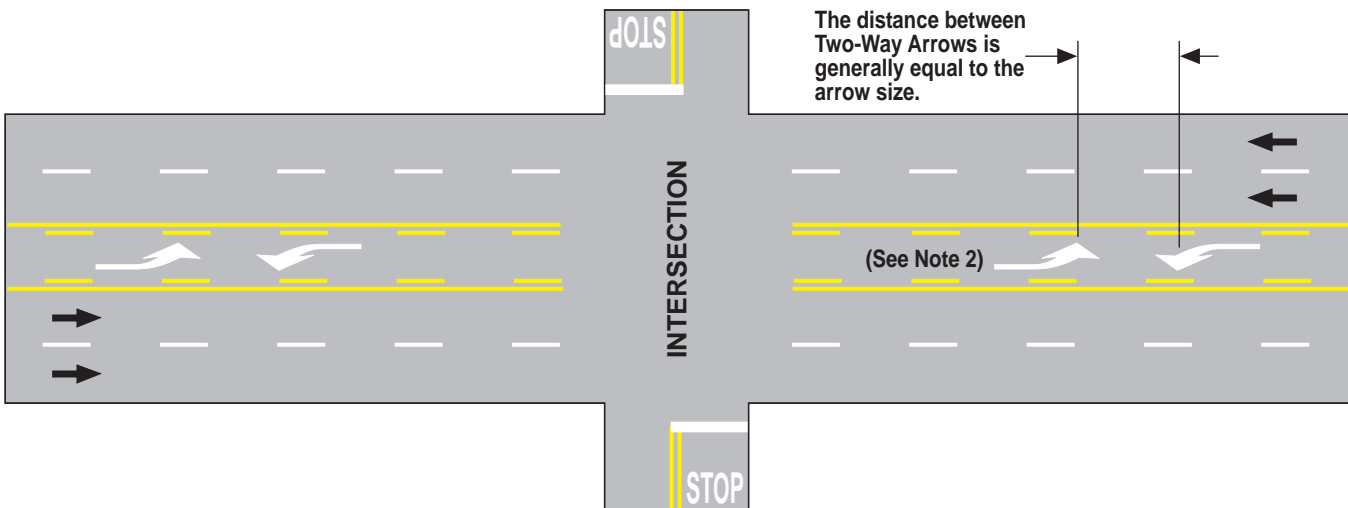 STOP
The distance between
Two-Way Arrows is
generally equal to the
arrow size.
INTERSECTION
(See Note 2)
STOP